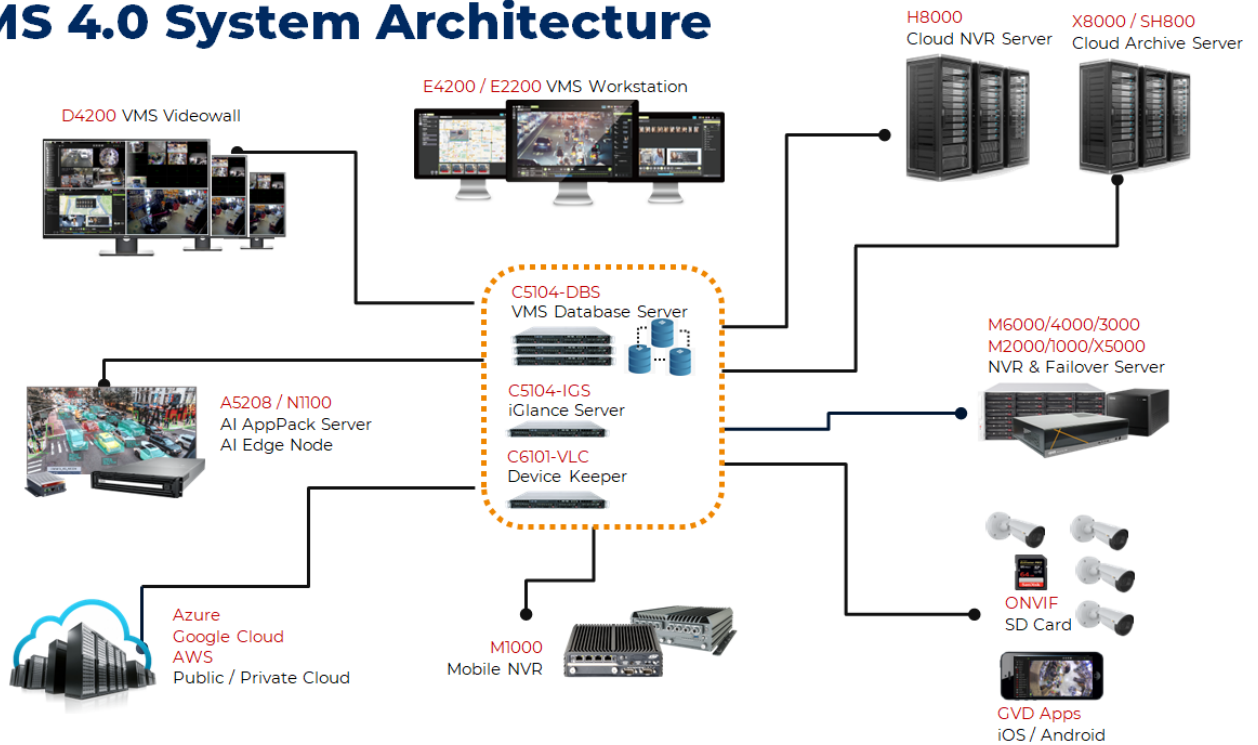 MS 4.0 System Architecture
H8000
Cloud NVR Server
X8000 / SH800
Cloud Archive Server
E4200 / E2200 VMS Workstation
D4200 VMS Videowall
C5104-DBS
VMS Database Server
M6000/4000/3000
M2000/1000/X5000
NVR & Failover Server
C5104-IGS
iGlance Server
A5208 / N1100
AI AppPack Server
AI Edge Node
C6101-VLC
Device Keeper
ONVIF
SD Card
Azure
Google Cloud
AWS
Public / Private Cloud
M1000
Mobile NVR
GVD Apps
iOS / Android